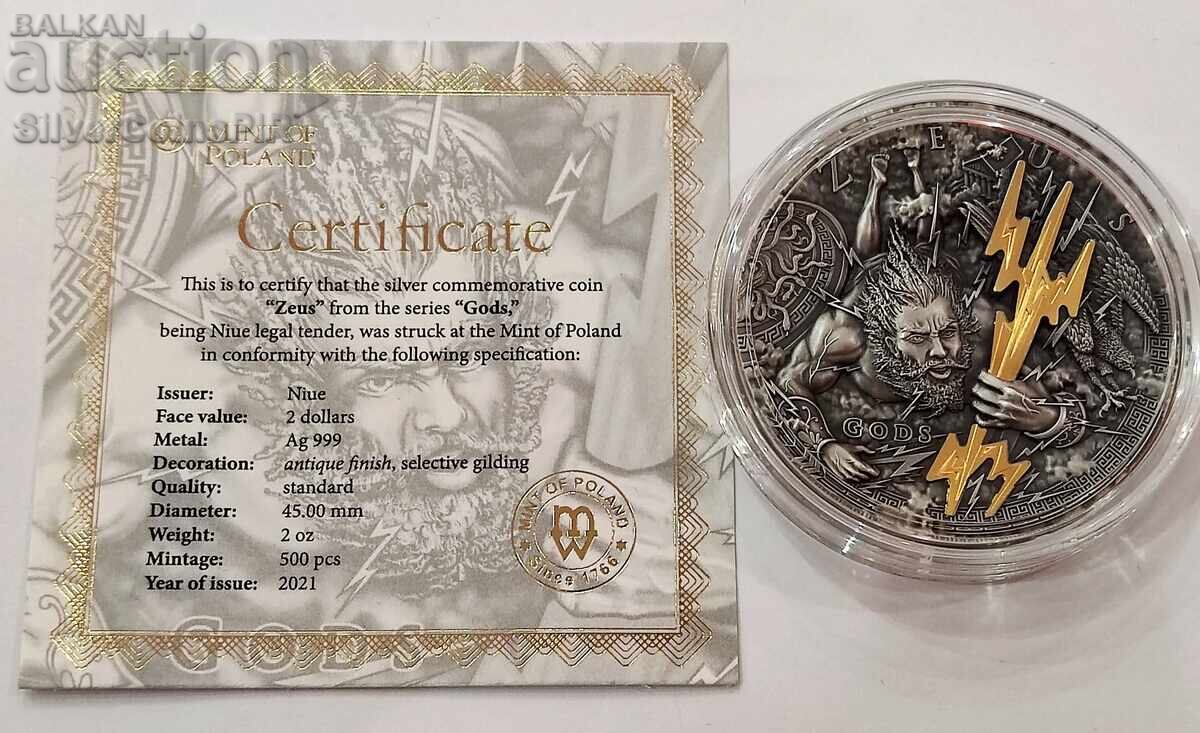 BALKAN
auction
MINT OF
POLAND
Certificate
This is to certify that the silver commemorative coin
“Zeus” from the series “Gods,”
being Niue legal tender, was struck at the Mint of Poland
in conformity with the following specification:
Issuer: Niue
Face value: 2 dollars
Metal: Ag 999
Decoration: antique finish, selective gilding
Quality: standard
Diameter: 45.00 mm
Weight: 2 oz
Mintage: 500 pcs
Year of issue: 2021
MINT OF POLAND
Since 1766
GODS
ZEUS
GODS